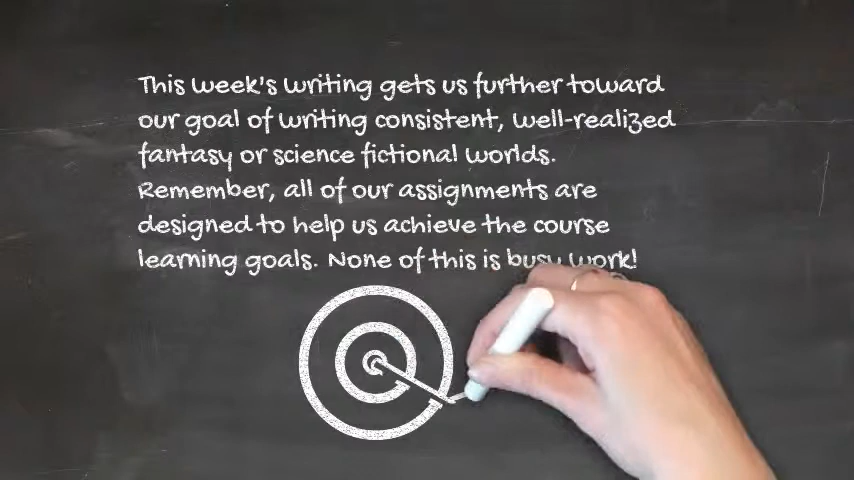 This week's writing gets us further toward
our goal of writing consistent, well-realized
fantasy or science fictional worlds.
Remember, all of our assignments are
designed to help us achieve the course
learning goals. None of this is busy work!